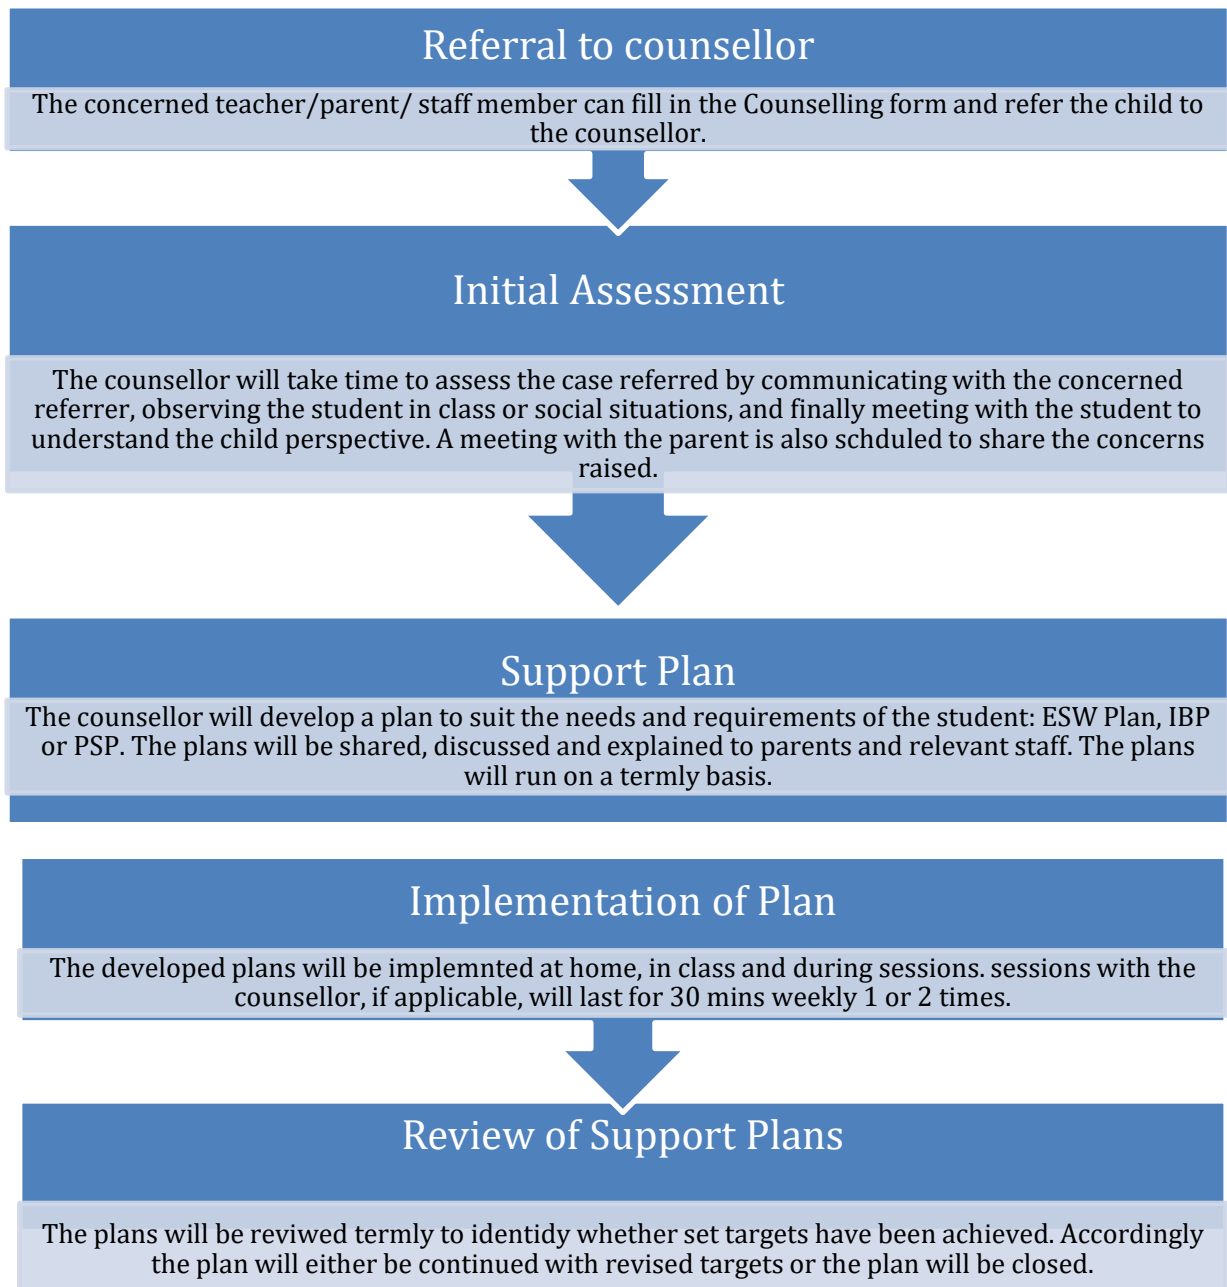 Referral to counsellor
The concerned teacher/parent/ staff member can fill in the Counselling form and refer the child to
the counsellor.
Initial Assessment
The counsellor will take time to assess the case referred by communicating with the concerned
referrer, observing the student in class or social situations, and finally meeting with the student to
understand the child perspective. A meeting with the parent is also schduled to share the concerns
raised.
Support Plan
The counsellor will develop a plan to suit the needs and requirements of the student: ESW Plan, IBP
or PSP. The plans will be shared, discussed and explained to parents and relevant staff. The plans
will run on a termly basis.
Implementation of Plan
The developed plans will be implemnted at home, in class and during sessions. sessions with the
counsellor, if applicable, will last for 30 mins weekly 1 or 2 times.
Review of Support Plans
The plans will be reviwed termly to identidy whether set targets have been achieved. Accordingly
the plan will either be continued with revised targets or the plan will be closed.